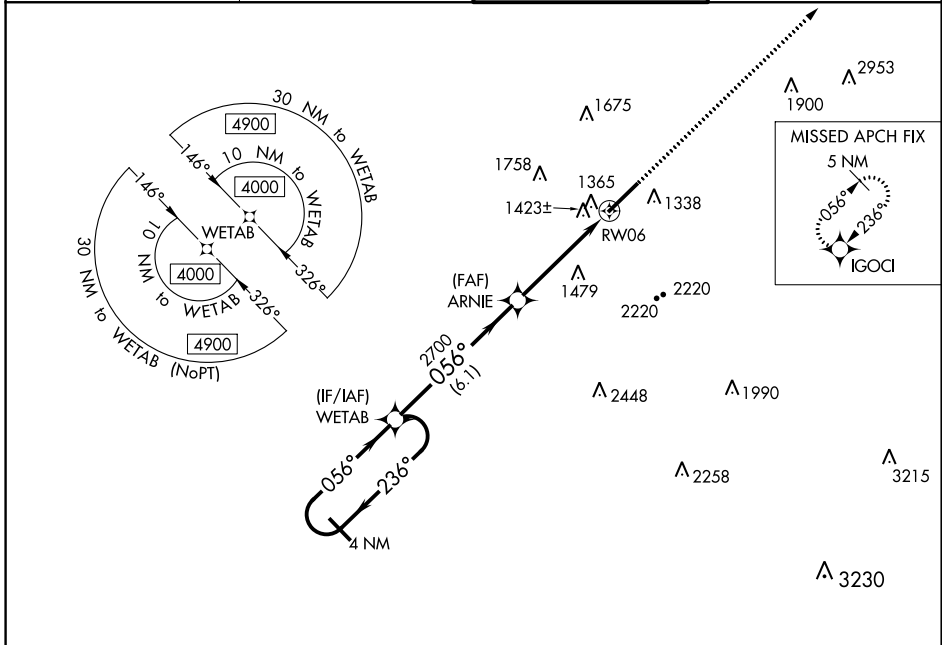 30 NM to WETAB
4900
146°
10 NM to WETAB
4000
326°
WETAB
146°
10 NM to WETAB
4000
326°
4900
30 NM to WETAB (NoPT)
1675
1758
1365
1423±
1338
RW06
1479
(FAF)
ARNIE
2220
2220
2700
056°
(6.1)
(IF/IAF)
WETAB
056°
236°
4 NM
2448
1990
2258
3215
3230
1900
2953
MISSED APCH FIX
5 NM
056°
236°
IGOCI